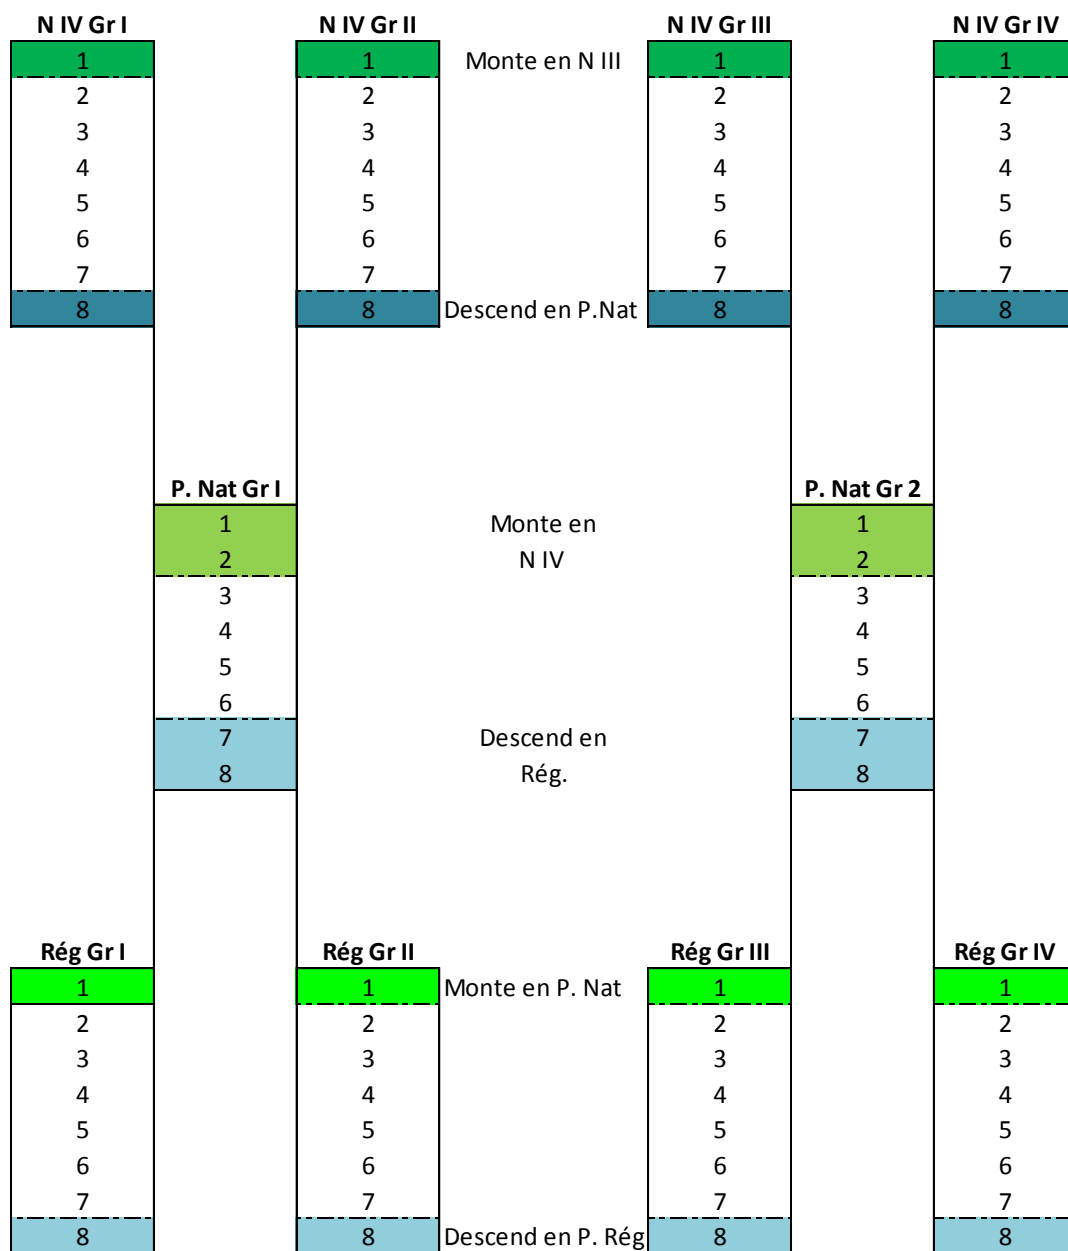 N IV Gr I N IV Gr II N IV Gr III N IV Gr IV
1 1 Monte en N III 1 1
2 2 2 2
3 3 3 3
4 4 4 4
5 5 5 5
6 6 6 6
7 7 7 7
8 8 Descend en P.Nat 8 8
P. Nat Gr I P. Nat Gr 2
1 Monte en 1
2 N IV 2
3 3
4 4
5 5
6 6
7 Descend en 7
8 Rég. 8
Rég Gr I Rég Gr II Rég Gr III Rég Gr IV
1 1 Monte en P. Nat 1 1
2 2 2 2
3 3 3 3
4 4 4 4
5 5 5 5
6 6 6 6
7 7 7 7
8 8 Descend en P. Rég 8 8